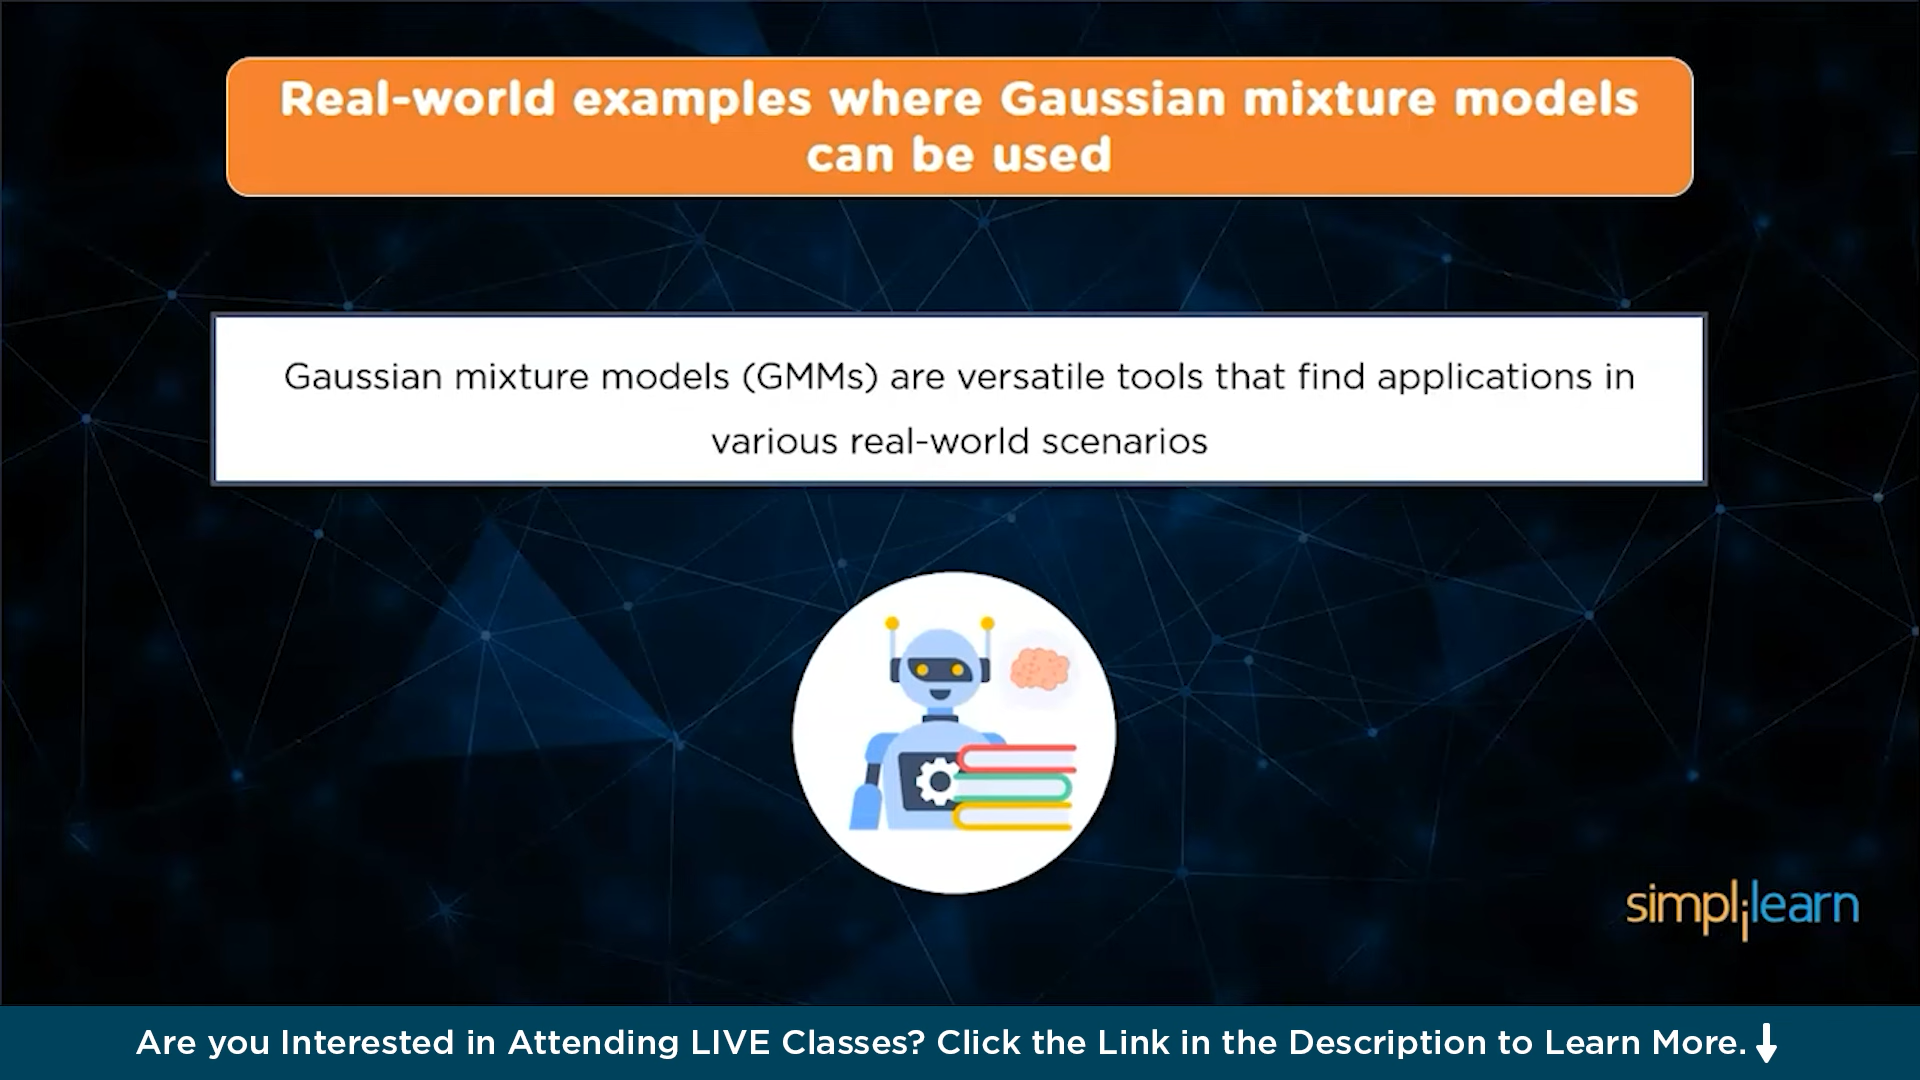 Real-world examples where Gaussian mixture models
can be used
Gaussian mixture models (GMMs) are versatile tools that find applications in
various real-world scenarios
simplilearn
Are you Interested in Attending LIVE Classes? Click the Link in the Description to Learn More.